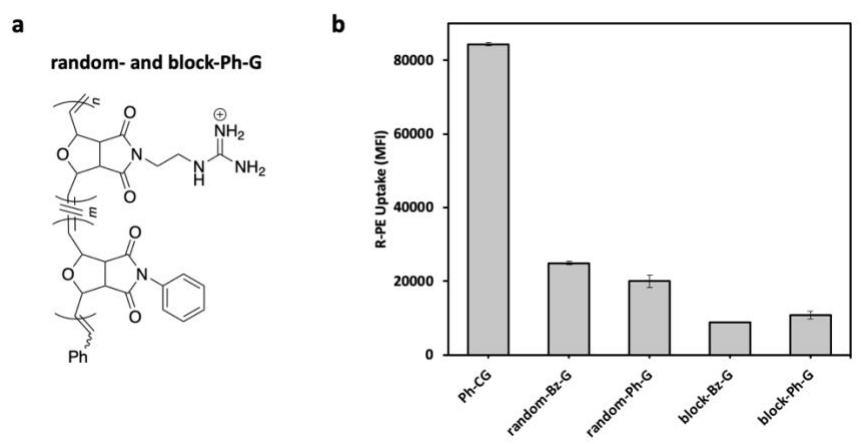 a
random- and block-Ph-G
n
O
O
N
O
N
H
⊕
NH2
NH2
m
O
O
N
O
Ph
b
R-PE Uptake (MFI)
80000
60000
40000
20000
0
Ph-CG
random-Bz-G
random-Ph-G
block-Bz-G
block-Ph-G